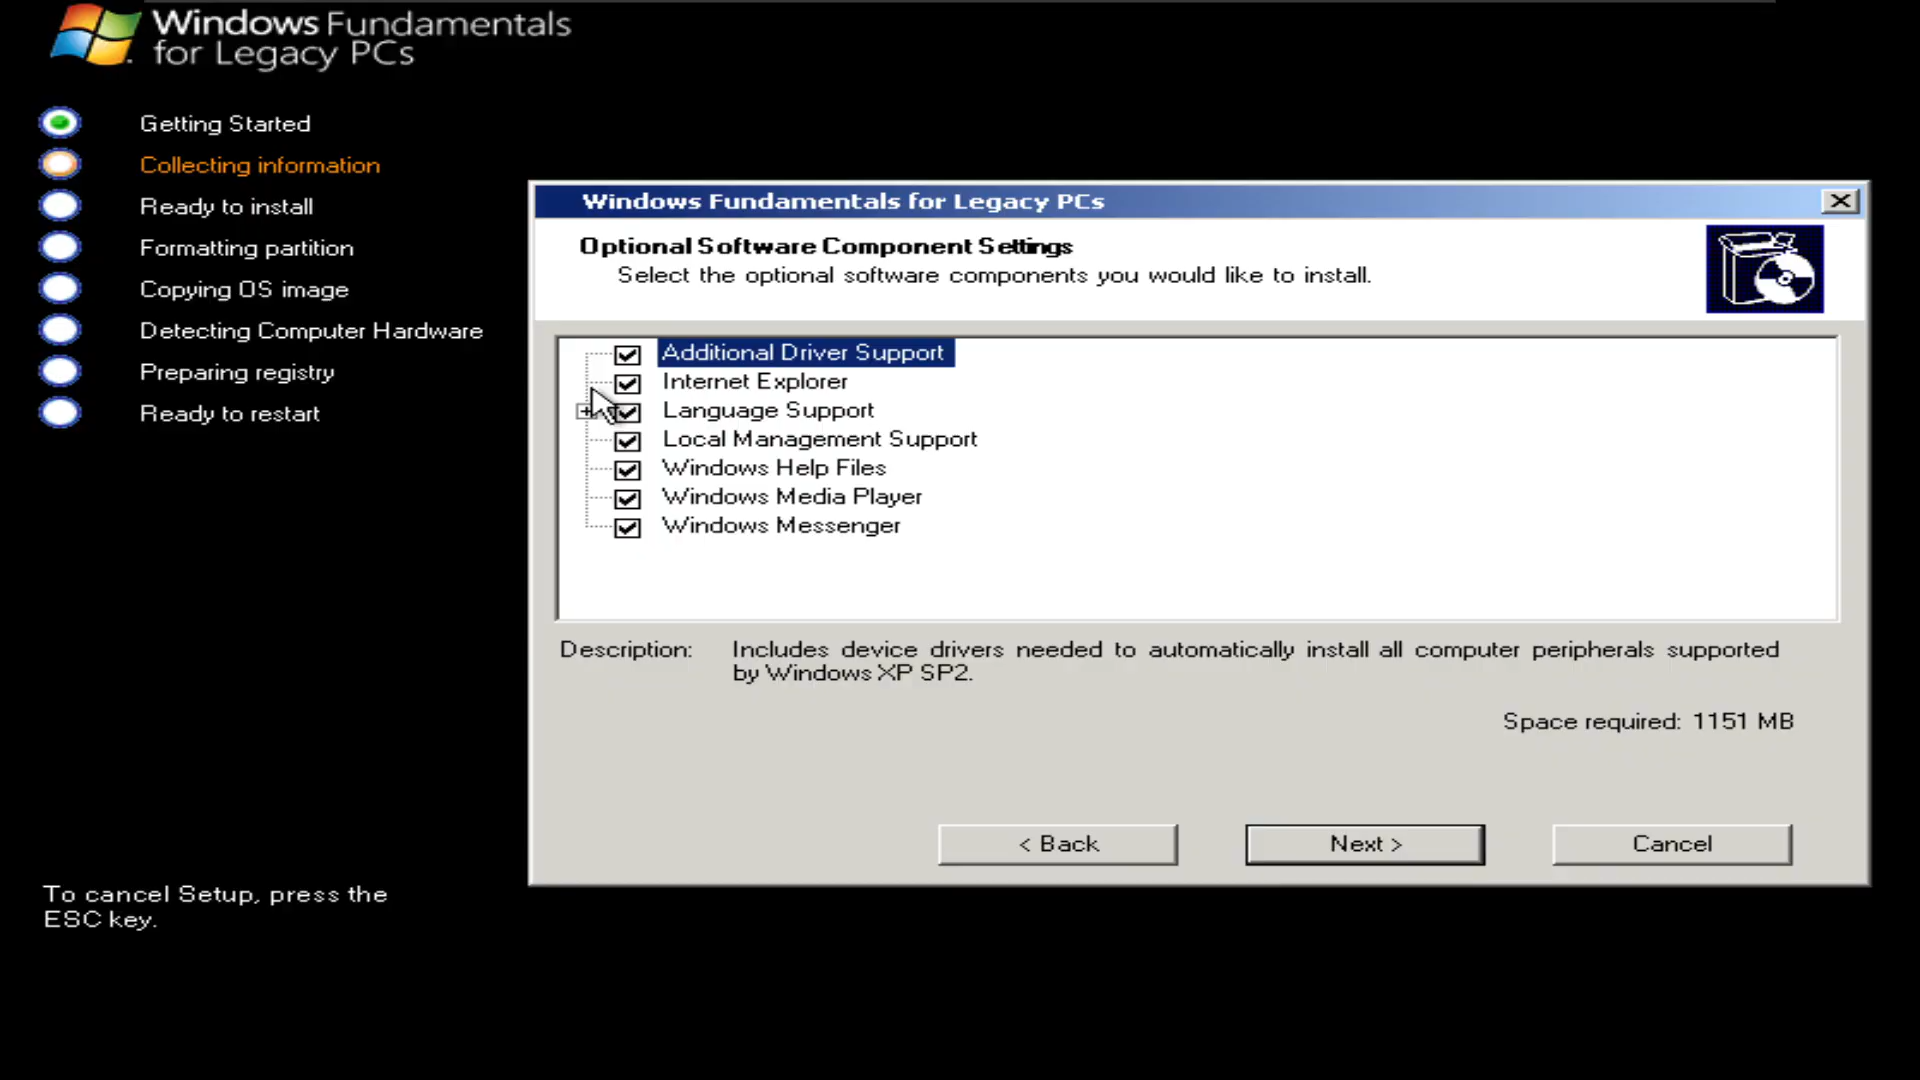 Windows Fundamentals
for Legacy PCs
Getting Started
Collecting information
Ready to install
Formatting partition
Copying OS image
Detecting Computer Hardware
Preparing registry
Ready to restart
To cancel Setup, press the
ESC key.
Windows Fundamentals for Legacy PCs
Optional Software Component Settings
Select the optional software components you would like to install.
Additional Driver Support
Internet Explorer
Language Support
Local Management Support
Windows Help Files
Windows Media Player
Windows Messenger
Description: Includes device drivers needed to automatically install all computer peripherals supported
by Windows XP SP2.
Space required: 1151 MB
< Back Next > Cancel